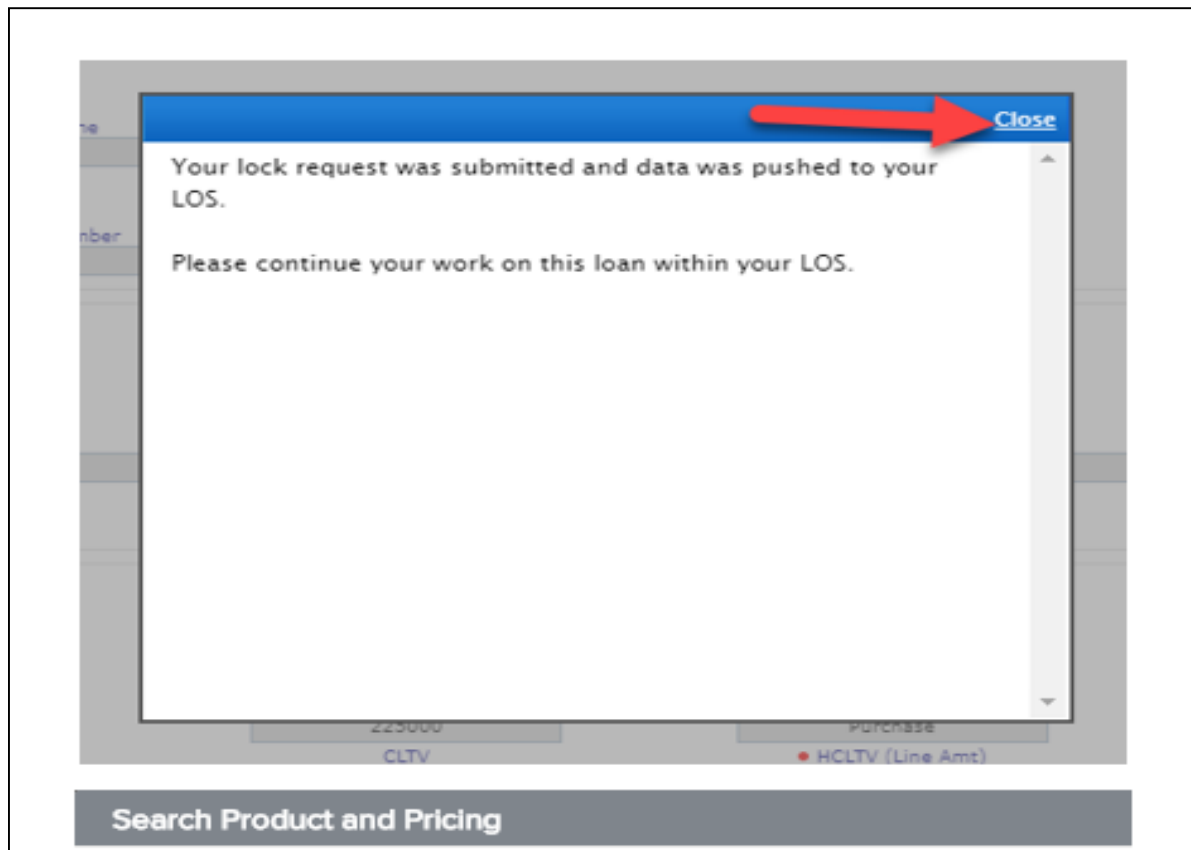 Close
Your lock request was submitted and data was pushed to your
LOS.
Please continue your work on this loan within your LOS.
225000
Purchase
CLTV
HCLTV (Line Amt)
Search Product and Pricing